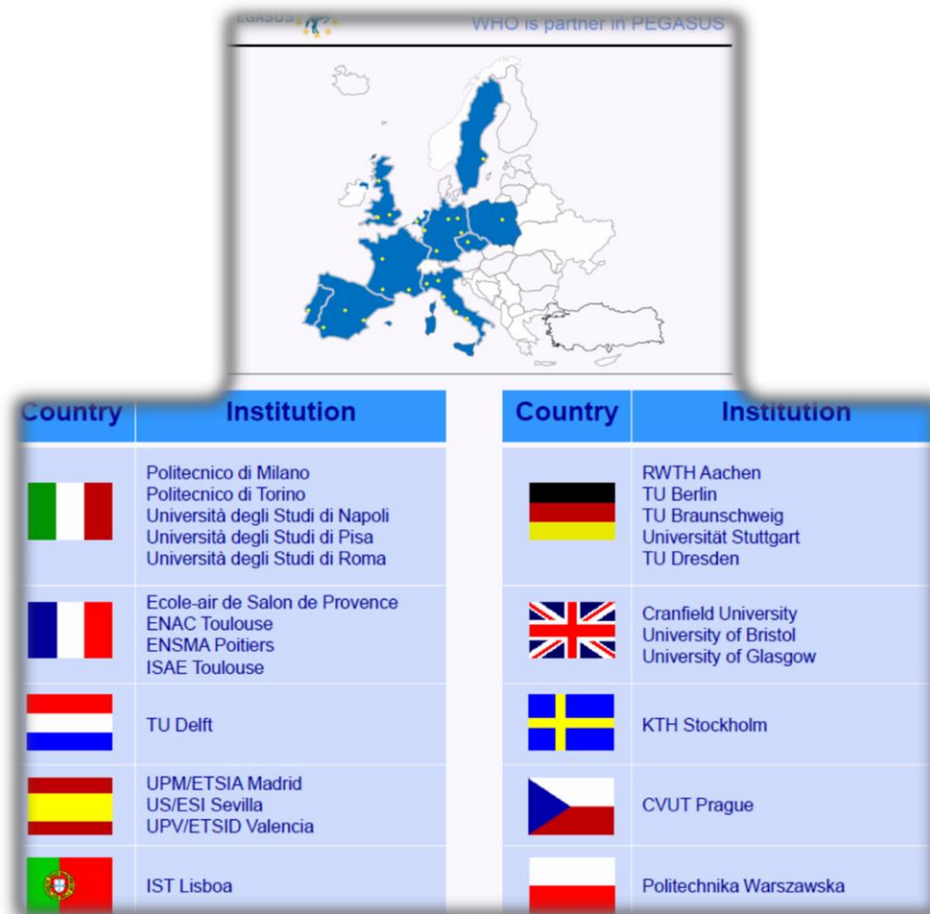 PEGASUS
WHO is partner in PEGASUS
Country
Institution
Politecnico di Milano
Politecnico di Torino
Università degli Studi di Napoli
Università degli Studi di Pisa
Università degli Studi di Roma
Ecole-air de Salon de Provence
ENAC Toulouse
ENSMA Poitiers
ISAE Toulouse
TU Delft
UPM/ETSIA Madrid
US/ESI Sevilla
UPV/ETSID Valencia
IST Lisboa
Country
Institution
RWTH Aachen
TU Berlin
TU Braunschweig
Universität Stuttgart
TU Dresden
Cranfield University
University of Bristol
University of Glasgow
KTH Stockholm
CVUT Prague
Politechnika Warszawska